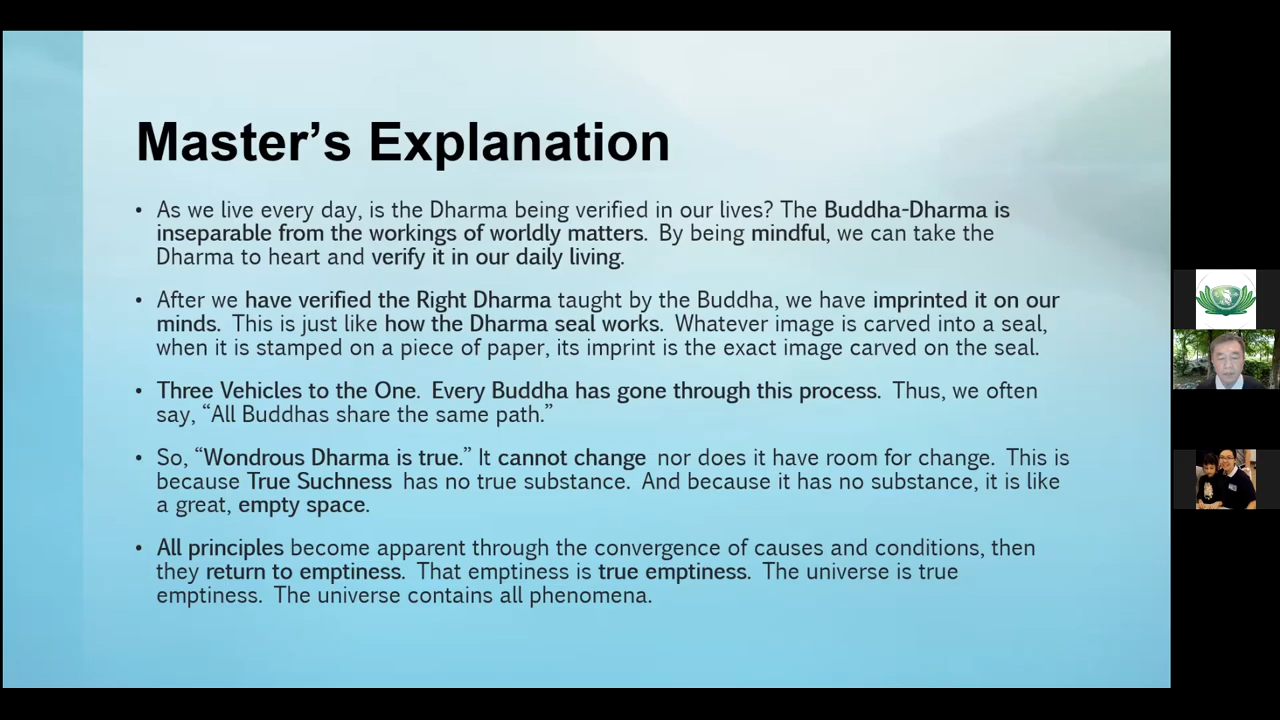 Master’s Explanation
• As we live every day, is the Dharma being verified in our lives? The Buddha-Dharma is
inseparable from the workings of worldly matters. By being mindful, we can take the
Dharma to heart and verify it in our daily living.
• After we have verified the Right Dharma taught by the Buddha, we have imprinted it on our
minds. This is just like how the Dharma seal works. Whatever image is carved into a seal,
when it is stamped on a piece of paper, its imprint is the exact image carved on the seal.
• Three Vehicles to the One. Every Buddha has gone through this process. Thus, we often
say, “All Buddhas share the same path.”
• So, “Wondrous Dharma is true.” It cannot change nor does it have room for change. This is
because True Suchness has no true substance. And because it has no substance, it is like
a great, empty space.
• All principles become apparent through the convergence of causes and conditions, then
they return to emptiness. That emptiness is true emptiness. The universe is true
emptiness. The universe contains all phenomena.